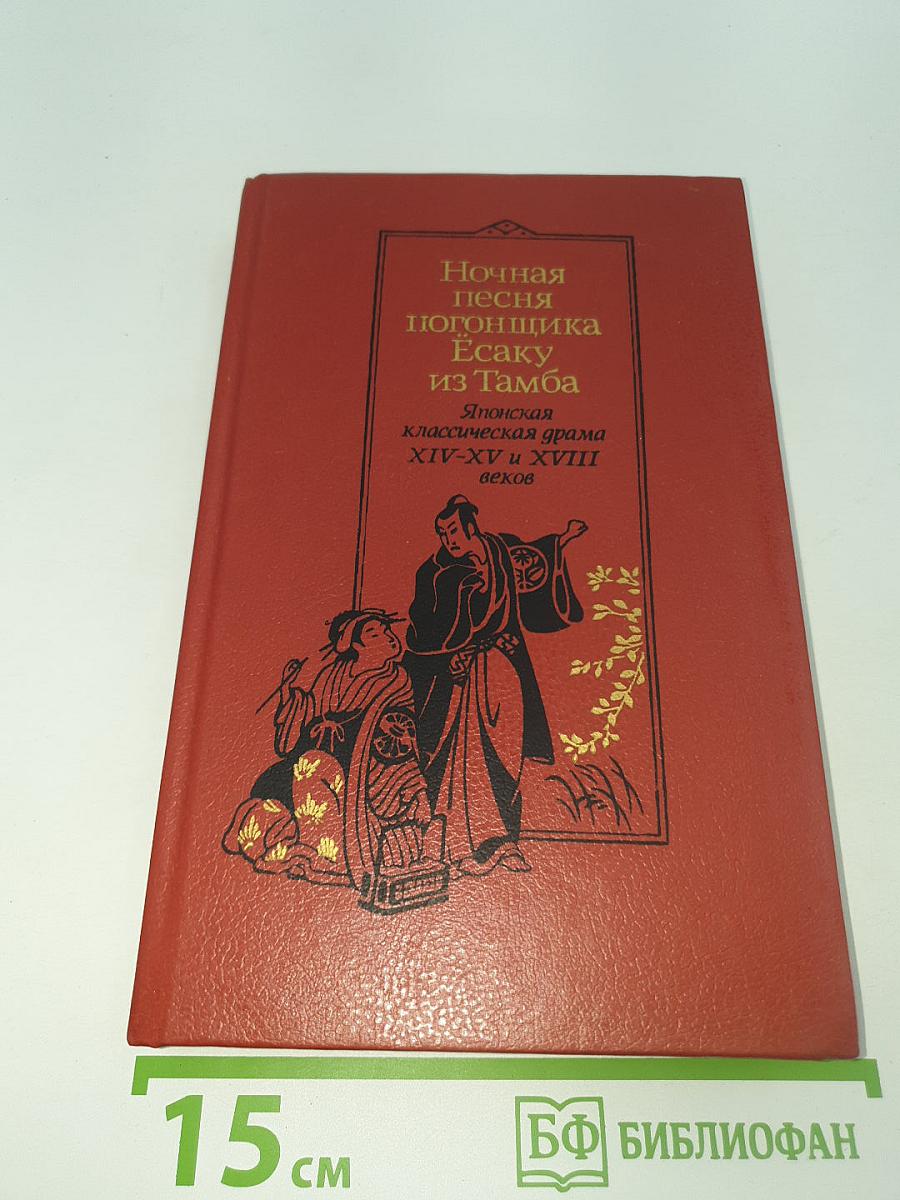 Ночная
песня
погонщика
Ёсаку
из Тамба
Японская
классическая драма
XIV-XV и XVIII
веков
15 см
БФ БИБЛИОФАН